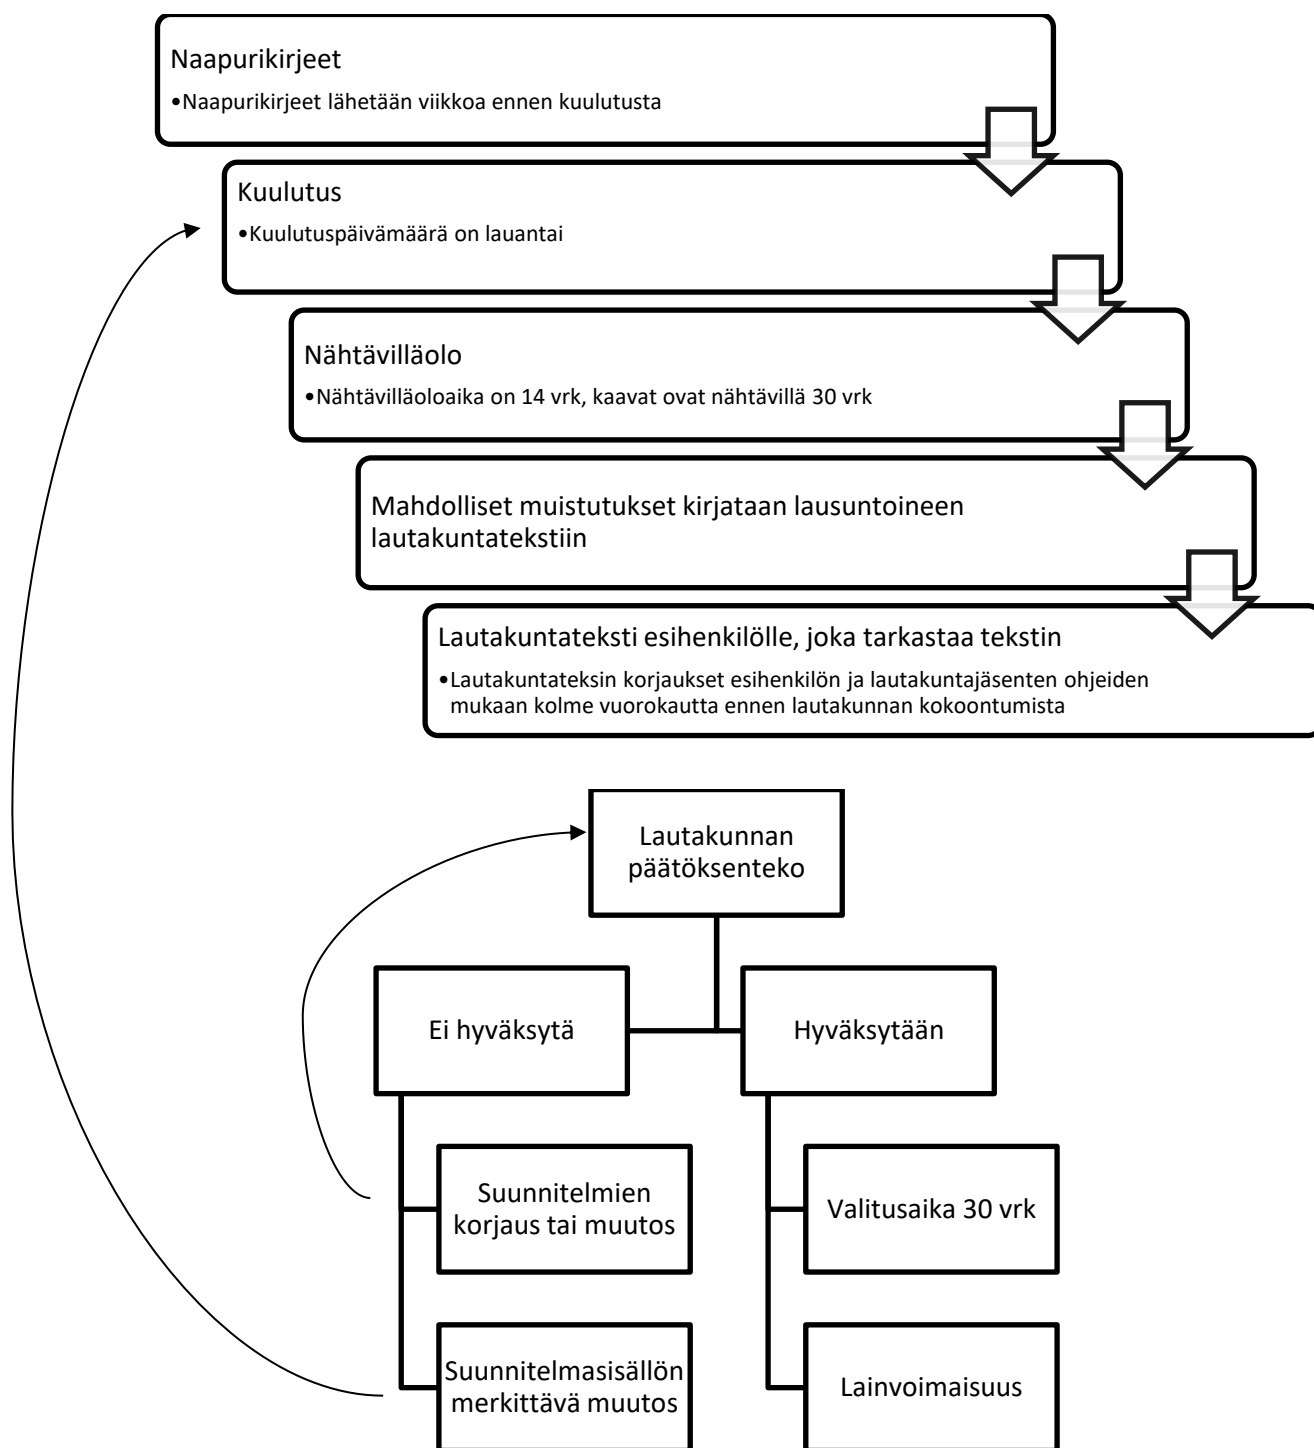 Naapurikirjeet
•Naapurikirjeet lähetään viikkoa ennen kuulutusta
Kuulutus
•Kuulutuspäivämäärä on lauantai
Nähtävilläolo
•Nähtävilläoloaika on 14 vrk, kaavat ovat nähtävillä 30 vrk
Mahdolliset muistutukset kirjataan lausuntoineen
lautakuntatekstiin
Lautakuntateksti esihenkilölle, joka tarkastaa tekstin
•Lautakuntateksin korjaukset esihenkilön ja lautakuntajäsenten ohjeiden
mukaan kolme vuorokautta ennen lautakunnan kokoontumista
Lautakunnan
päätöksenteko
Ei hyväksytä
Hyväksytään
Suunnitelmien
korjaus tai muutos
Valitusaika 30 vrk
Suunnitelmasisällön
merkittävä muutos
Lainvoimaisuus